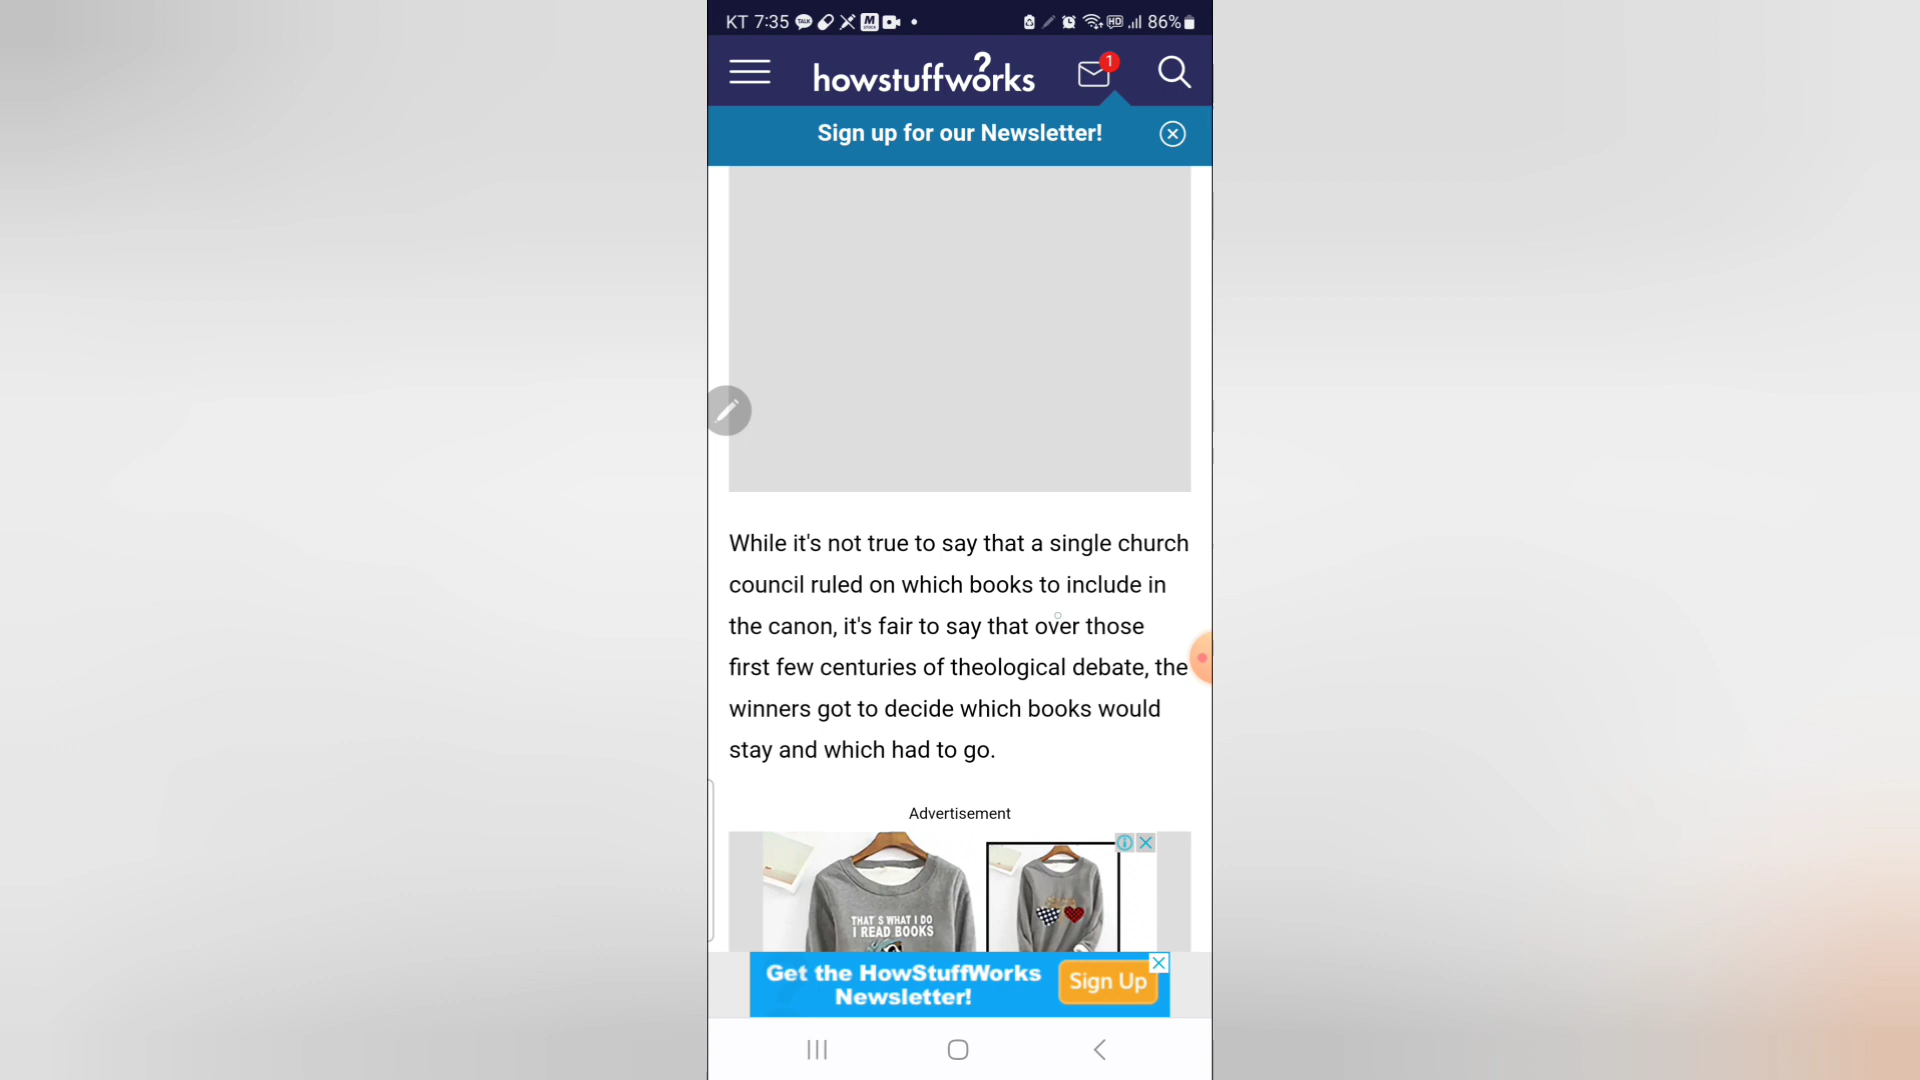 KT 7:35
86%
howstuffworks
1
Sign up for our Newsletter!
While it's not true to say that a single church
council ruled on which books to include in
the canon, it's fair to say that over those
first few centuries of theological debate, the
winners got to decide which books would
stay and which had to go.
Advertisement
THAT'S WHAT I DO
I READ BOOKS
Get the HowStuffWorks
Newsletter!
Sign Up